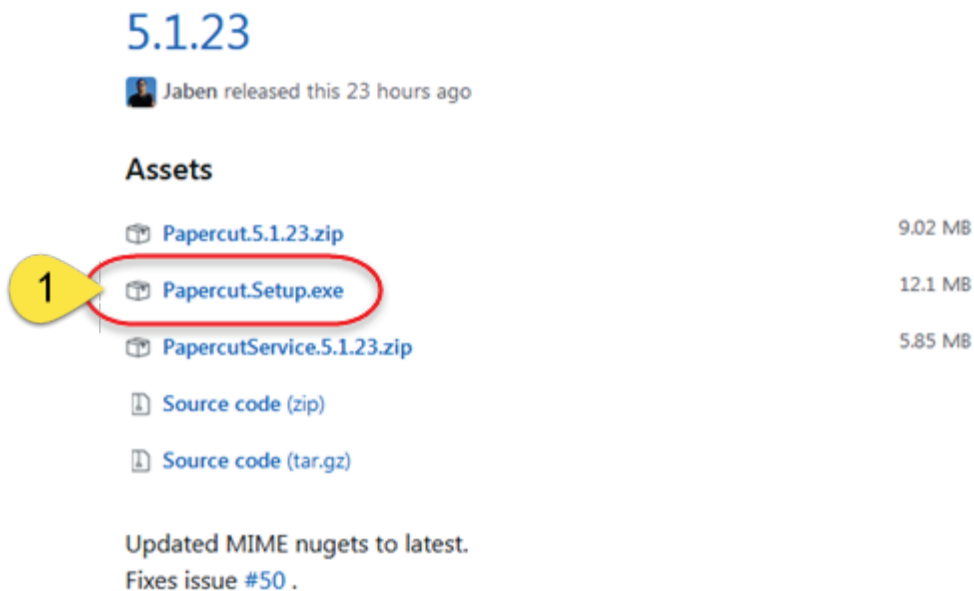 5.1.23
Jaben released this 23 hours ago
Assets
Papercut.5.1.23.zip 9.02 MB
1 Papercut.Setup.exe 12.1 MB
PapercutService.5.1.23.zip 5.85 MB
Source code (zip)
Source code (tar.gz)
Updated MIME nugets to latest.
Fixes issue #50 .